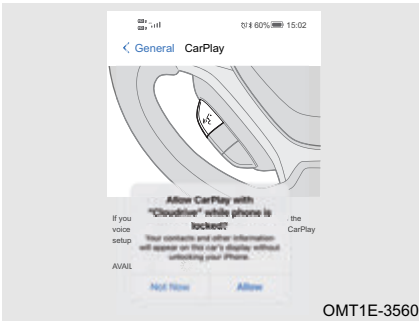 60% 15:02
General CarPlay
Allow CarPlay with
"Cloudrive" while phone is
locked?
If you the
voice CarPlay
setup
Your contacts and other information
will appear on this car's display without
unlocking your iPhone.
AVAIL
Not Now Allow
OMT1E-3560